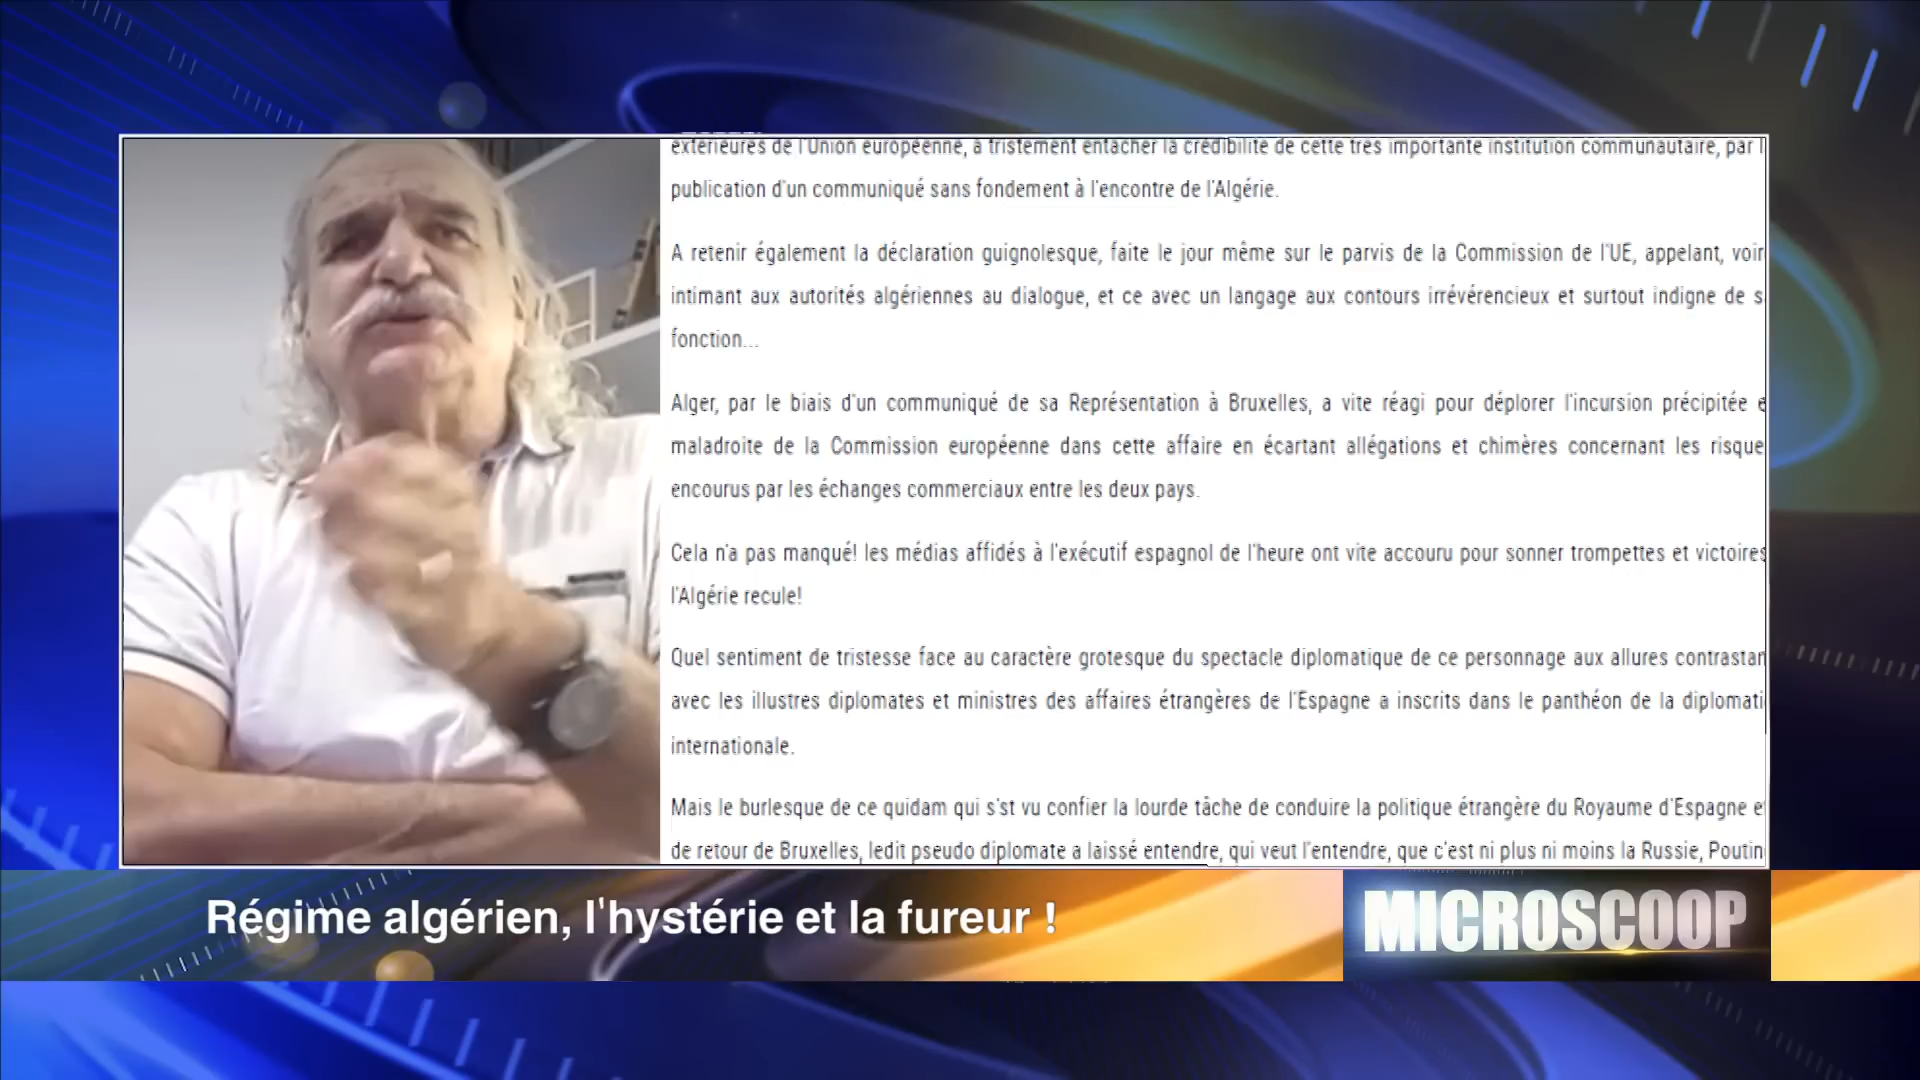 extérieures de l'Union européenne, a tristement entacher la crédibilité de cette très importante institution communautaire, par l
publication d'un communiqué sans fondement à l'encontre de l'Algérie.
A retenir également la déclaration guignolesque, faite le jour même sur le parvis de la Commission de l'UE, appelant, voir
intimant aux autorités algériennes au dialogue, et ce avec un langage aux contours irrévérencieux et surtout indigne de s
fonction...
Alger, par le biais d'un communiqué de sa Représentation à Bruxelles, a vite réagi pour déplorer l'incursion précipitée e
maladroite de la Commission européenne dans cette affaire en écartant allégations et chimères concernant les risque
encourus par les échanges commerciaux entre les deux pays.
Cela n'a pas manqué! les médias affidés à l'exécutif espagnol de l'heure ont vite accouru pour sonner trompettes et victoires
l'Algérie recule!
Quel sentiment de tristesse face au caractère grotesque du spectacle diplomatique de ce personnage aux allures contrastan
avec les illustres diplomates et ministres des affaires étrangères de l'Espagne a inscrits dans le panthéon de la diplomati
internationale.
Mais le burlesque de ce quidam qui s'st vu confier la lourde tâche de conduire la politique étrangère du Royaume d'Espagne e
de retour de Bruxelles, ledit pseudo diplomate a laissé entendre, qui veut l'entendre, que c'est ni plus ni moins la Russie, Poutin
Régime algérien, l'hystérie et la fureur !
MICROSCOOP